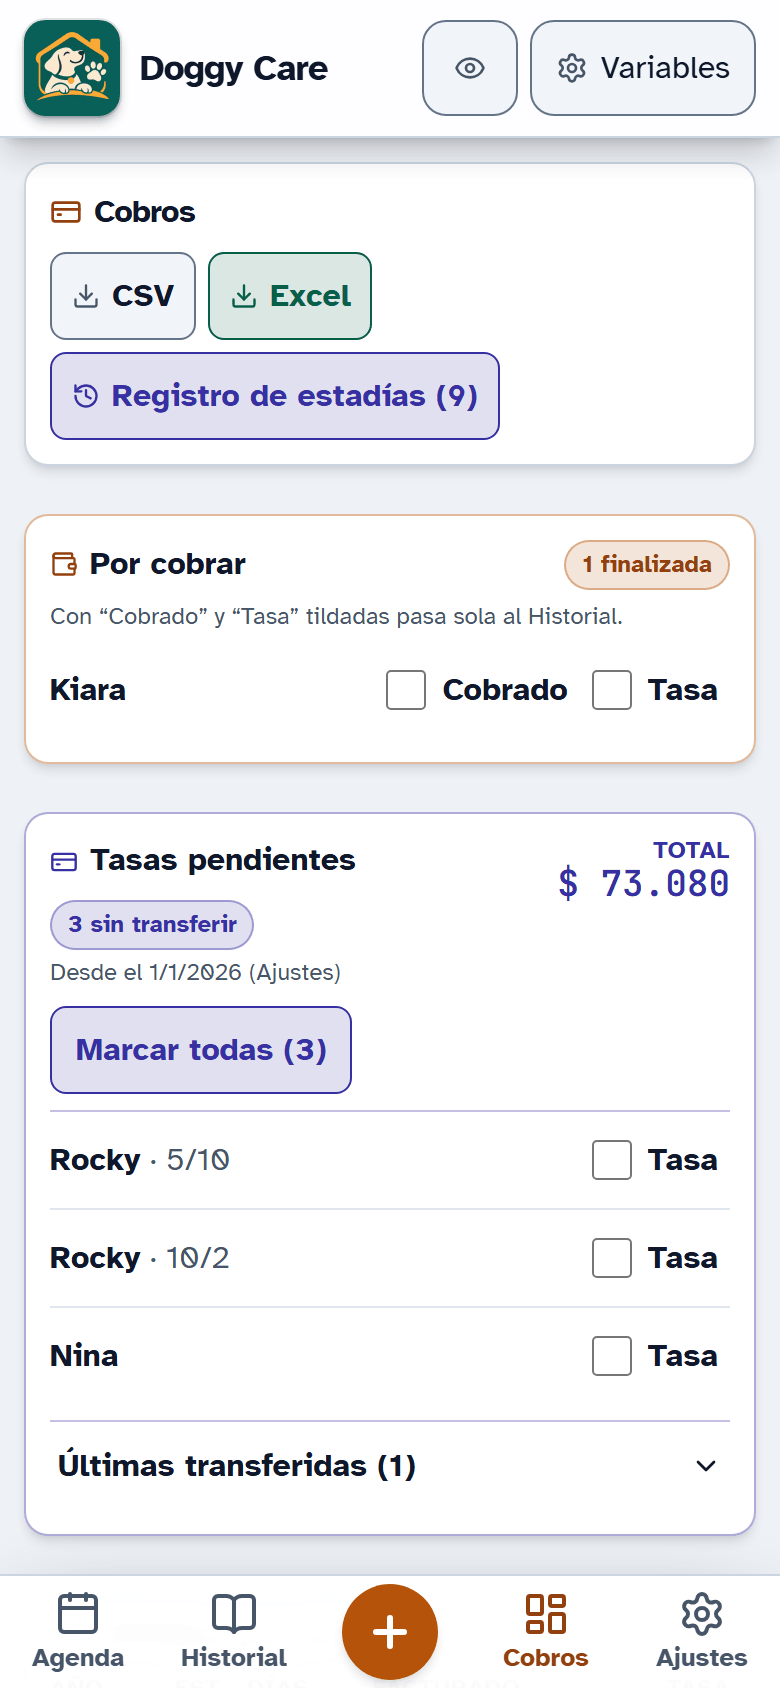 Doggy Care
Variables
Cobros
CSV
Excel
Registro de estadías (9)
Por cobrar
1 finalizada
Con “Cobrado” y “Tasa” tildadas pasa sola al Historial.
Kiara
Cobrado
Tasa
Tasas pendientes
TOTAL
$ 73.080
3 sin transferir
Desde el 1/1/2026 (Ajustes)
Marcar todas (3)
Rocky · 5/10
Tasa
Rocky · 10/2
Tasa
Nina
Tasa
Últimas transferidas (1)
Agenda
Historial
Cobros
Ajustes